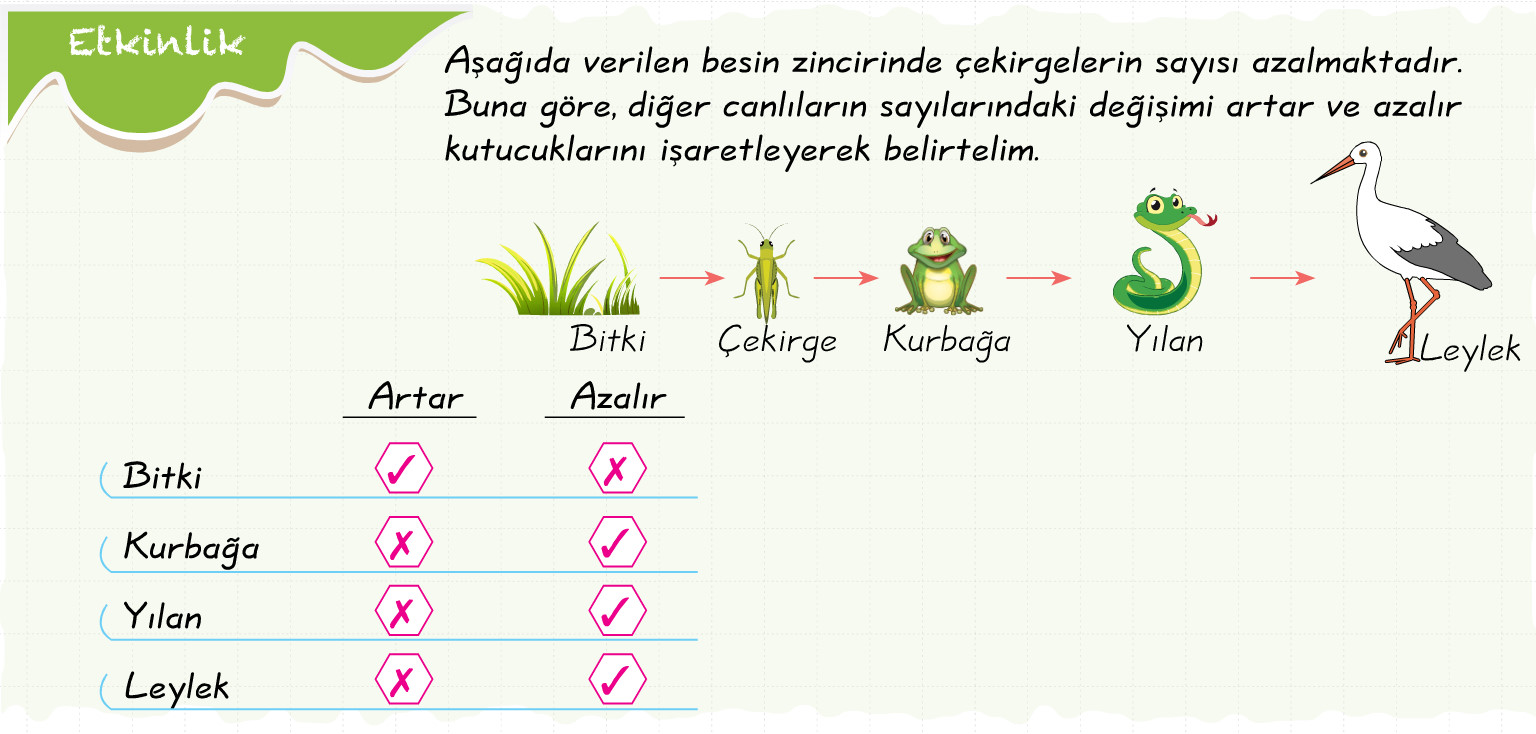 Etkinlik
Aşağıda verilen besin zincirinde çekirgelerin sayısı azalmaktadır.
Buna göre, diğer canlıların sayılarındaki değişimi artar ve azalır
kutucuklarını işaretleyerek belirtelim.
Bitki Çekirge Kurbağa Yılan Leylek
Artar Azalır
Bitki ✓ ✗
Kurbağa ✗ ✓
Yılan ✗ ✓
Leylek ✗ ✓